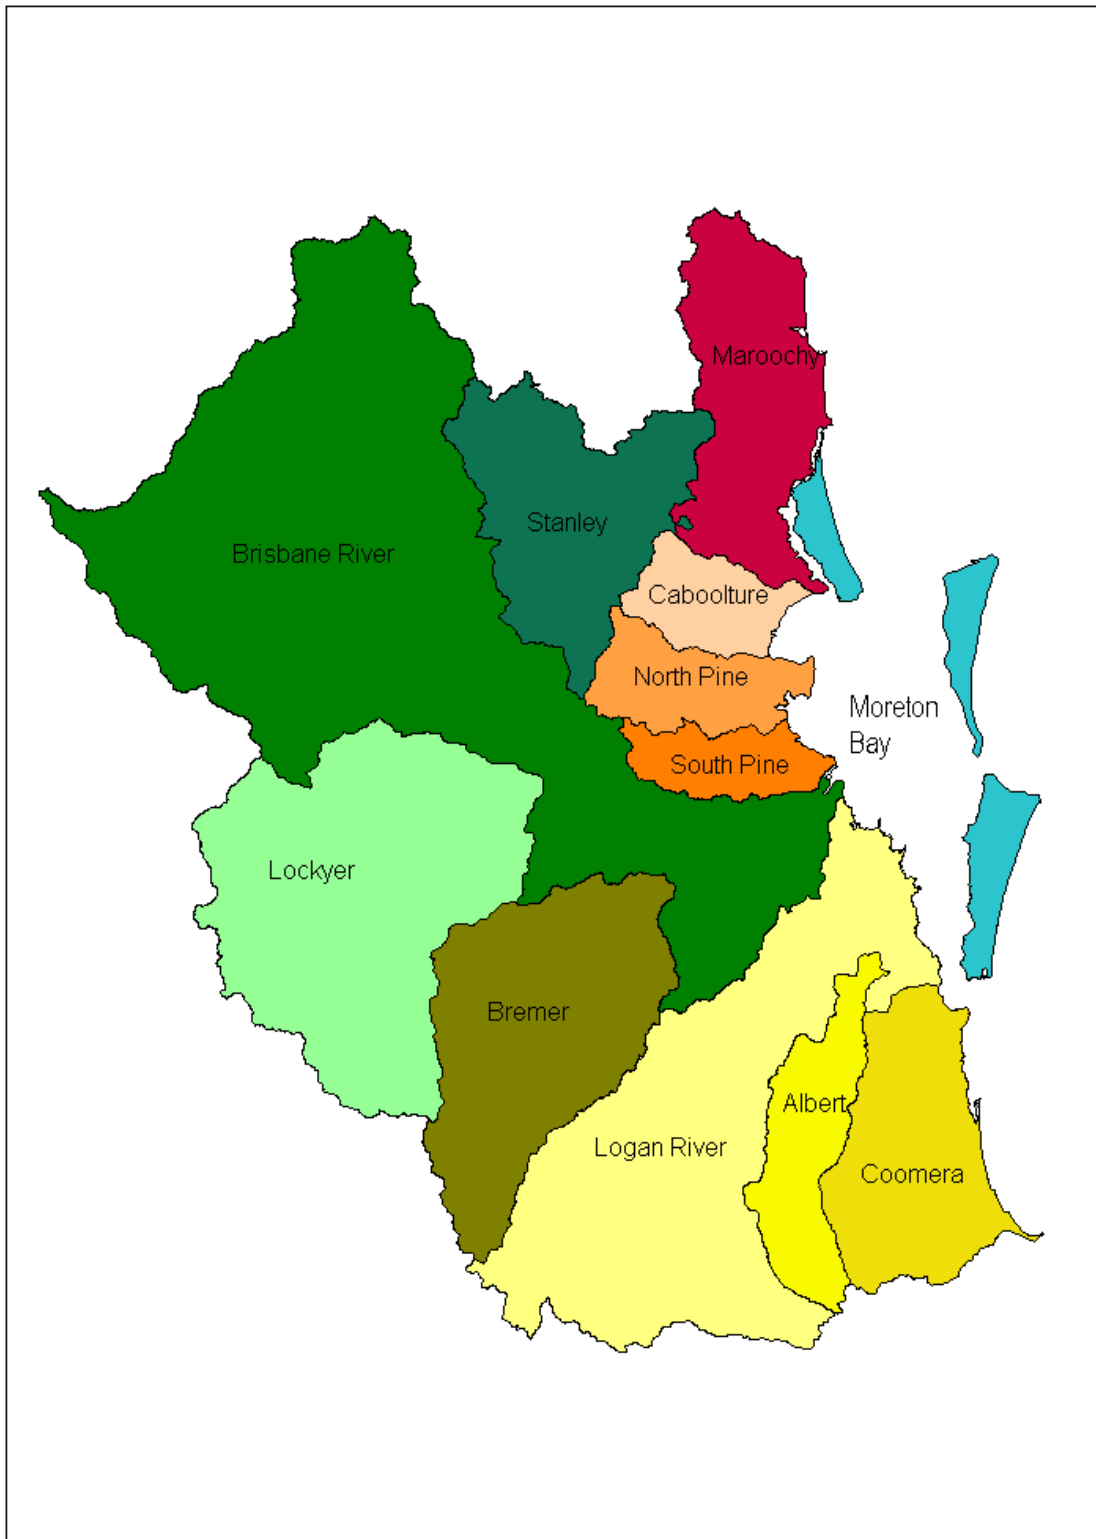 Maroochy
Stanley
Brisbane River
Caboolture
North Pine
Moreton
Bay
South Pine
Lockyer
Bremer
Albert
Logan River
Coomera